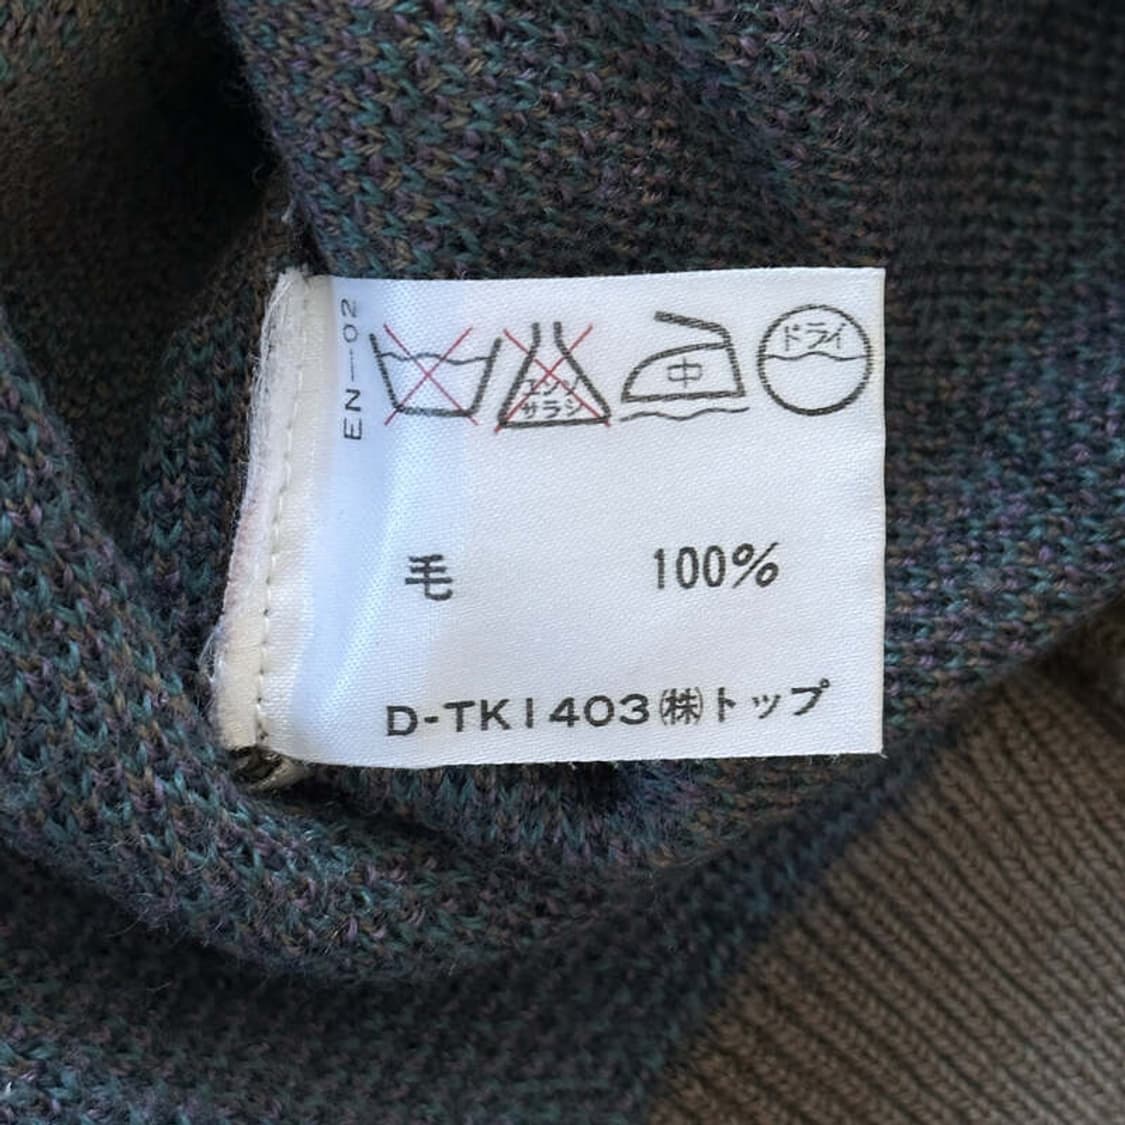 EN—02
エンソ
サラシ
中
ドライ
毛 100%
D-TK1403㈱トップ